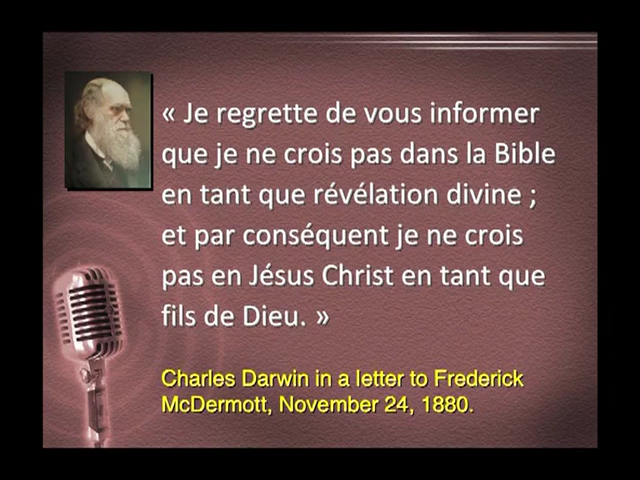 « Je regrette de vous informer
que je ne crois pas dans la Bible
en tant que révélation divine ;
et par conséquent je ne crois
pas en Jésus Christ en tant que
fils de Dieu. »
Charles Darwin in a letter to Frederick
McDermott, November 24, 1880.